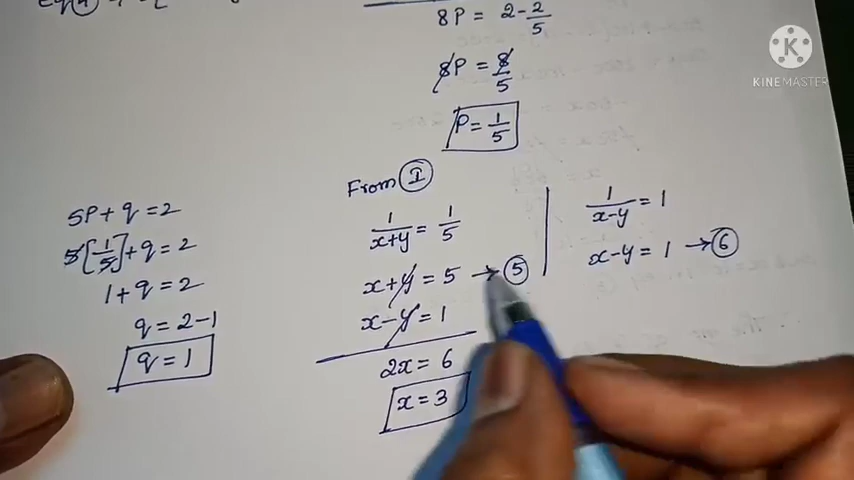 8P = 2 - 2/5
8P = 8/5
P = 1/5
K
KINEMASTER
5P + q = 2
5[1/5] + q = 2
1 + q = 2
q = 2 - 1
q = 1
From I
1/(x+y) = 1/5
x + y = 5 → 5
x - y = 1
2x = 6
x = 3
1/(x-y) = 1
x - y = 1 → 6